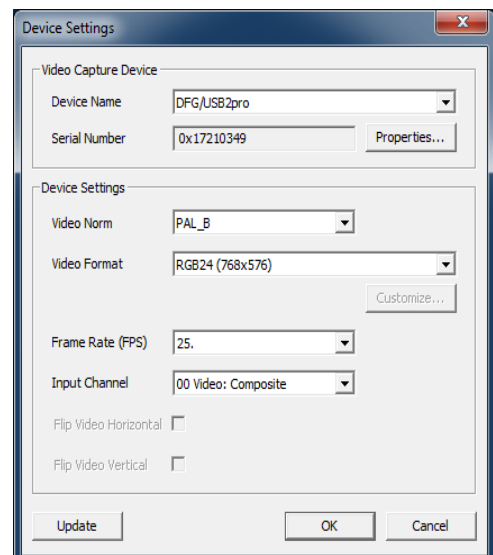 Device Settings
Video Capture Device
Device Name DFG/USB2pro
Serial Number 0x17210349 Properties...
Device Settings
Video Norm PAL_B
Video Format RGB24 (768x576)
Customize...
Frame Rate (FPS) 25.
Input Channel 00 Video: Composite
Flip Video Horizontal
Flip Video Vertical
Update OK Cancel